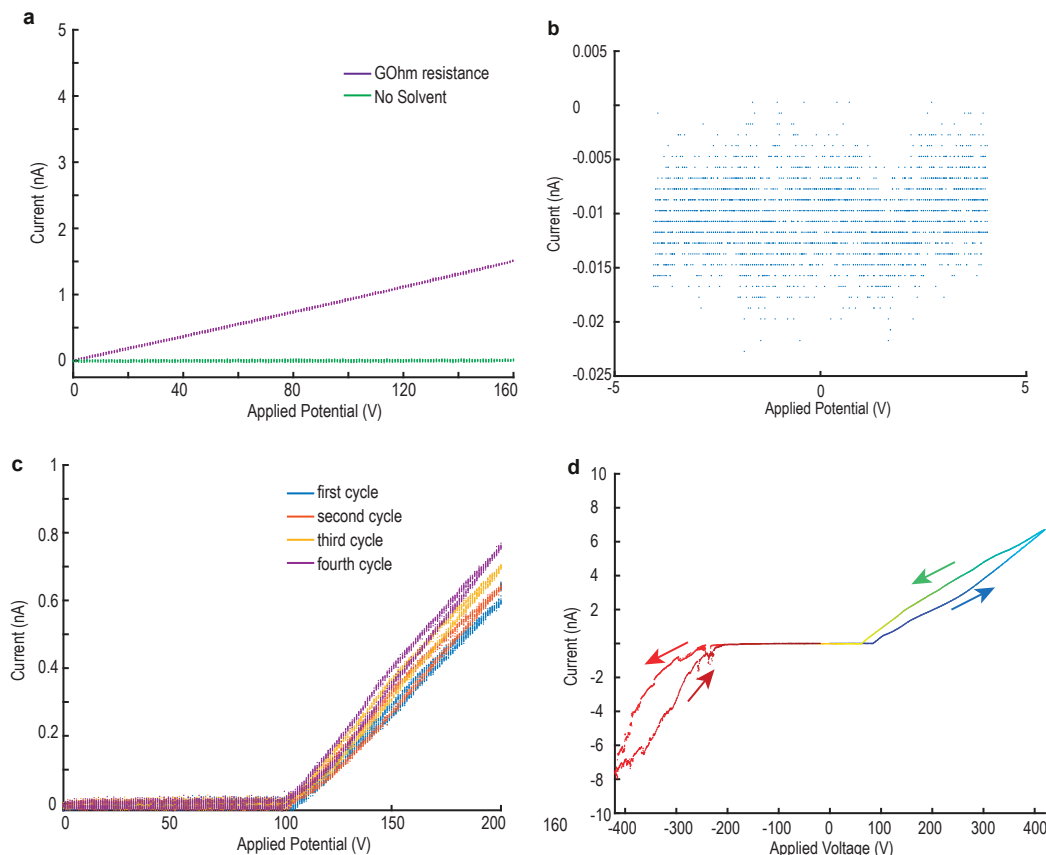 a
5
4
3
2
1
0
Current (nA)
GOhm resistance
No Solvent
0
40
80
120
160
Applied Potential (V)
b
0.005
0
-0.005
-0.01
-0.015
-0.02
-0.025
Current (nA)
-5
0
5
Applied Potential (V)
c
1
0.8
0.6
0.4
0.2
0
Current (nA)
first cycle
second cycle
third cycle
fourth cycle
0
50
100
150
200
Applied Potential (V)
160
d
10
8
6
4
2
0
-2
-4
-6
-8
-10
Current (nA)
-400
-300
-200
-100
0
100
200
300
400
Applied Voltage (V)